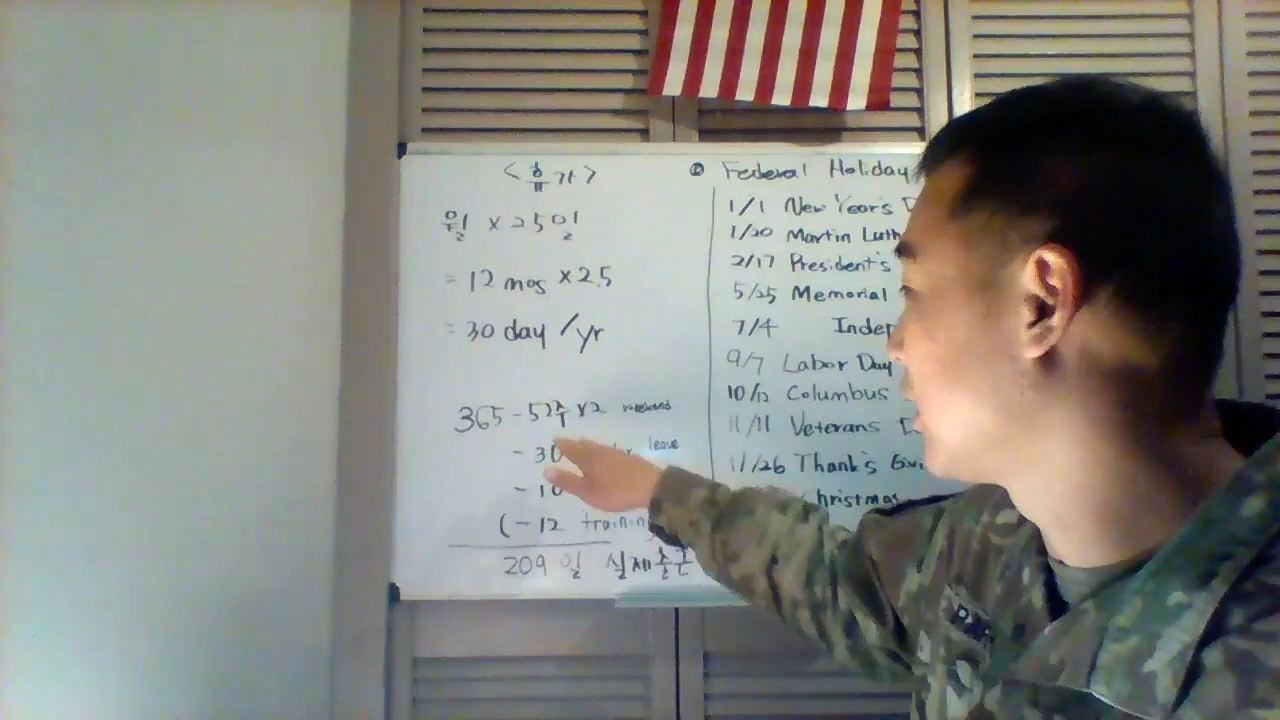 <휴가>
월 x 2.5일
= 12 mos x 2.5
= 30 day /yr
365 - 52주 x2 weekend
- 30 leave
- 10
(- 12 training
209 일 실제출근
Federal Holiday
1/1 New Year's
1/20 Martin Luth
2/17 President's
5/25 Memorial
7/4 Indep
9/7 Labor Day
10/12 Columbus
11/11 Veterans
11/26 Thank's Givi
Christmas